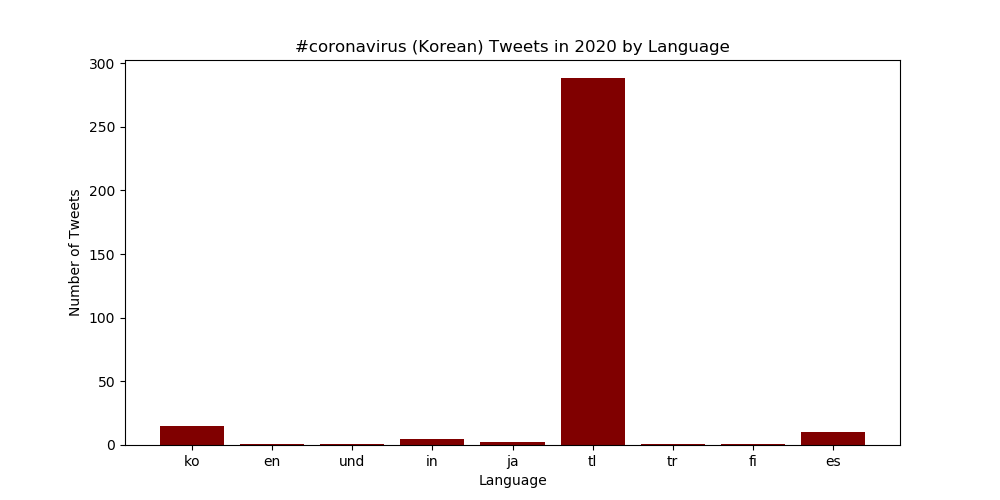 #coronavirus (Korean) Tweets in 2020 by Language
300
250
200
150
100
50
0
Number of Tweets
ko en und in ja tl tr fi es
Language